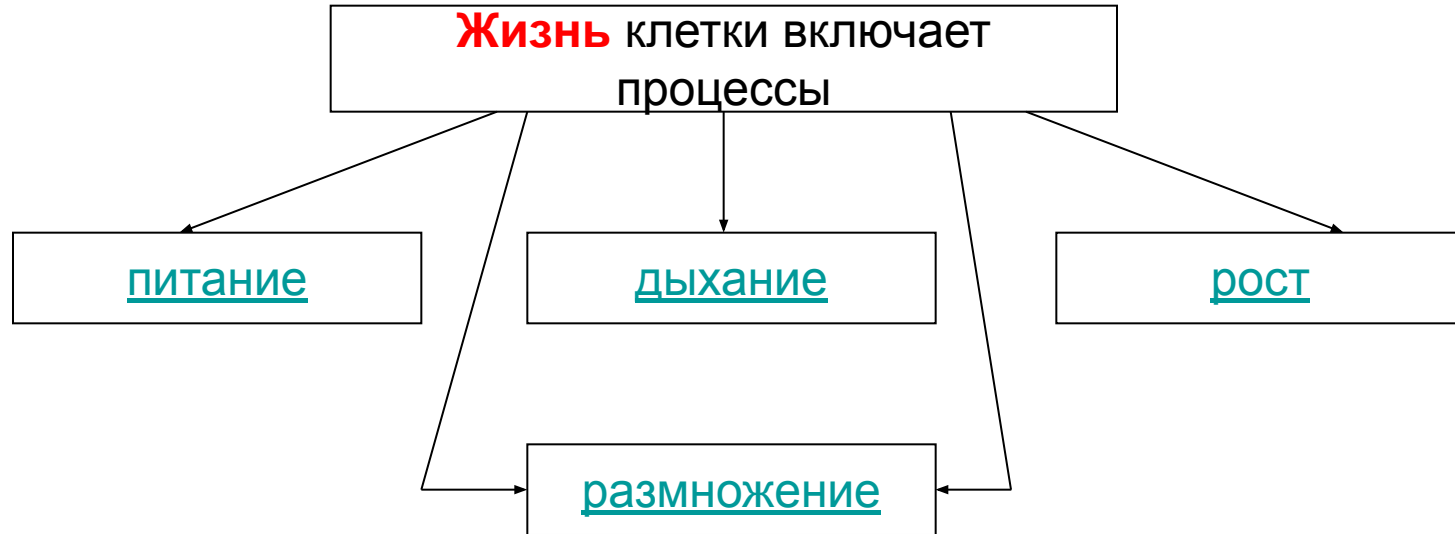 Жизнь клетки включает
процессы
питание
дыхание
рост
размножение